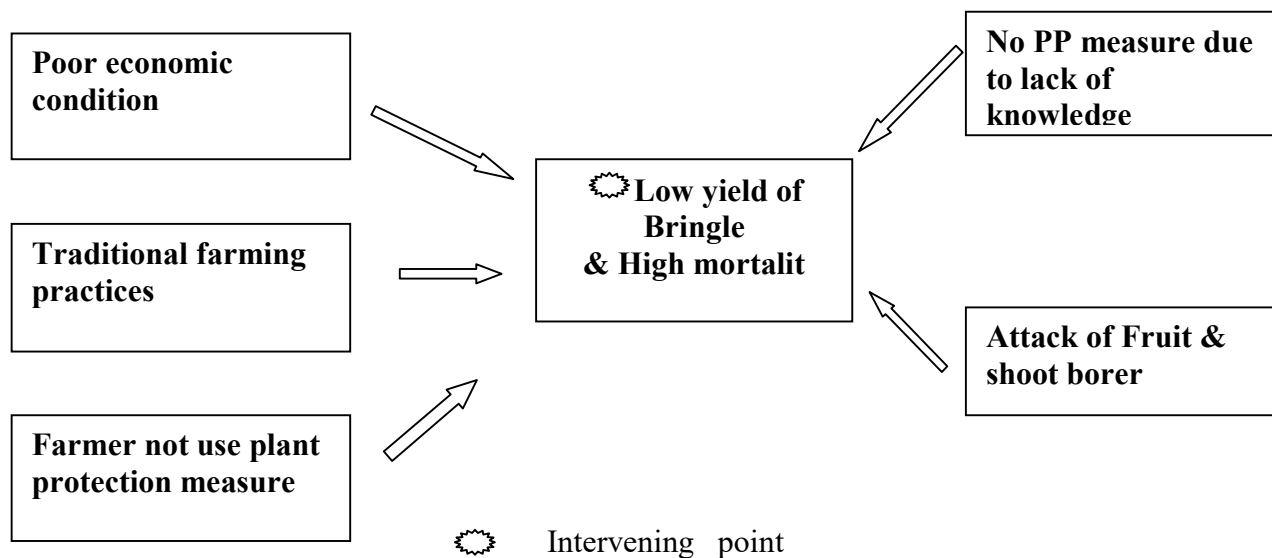 Poor economic
condition
Traditional farming
practices
Farmer not use plant
protection measure
Low yield of
Bringle
& High mortalit
No PP measure due
to lack of
knowledge
Attack of Fruit &
shoot borer
Intervening point